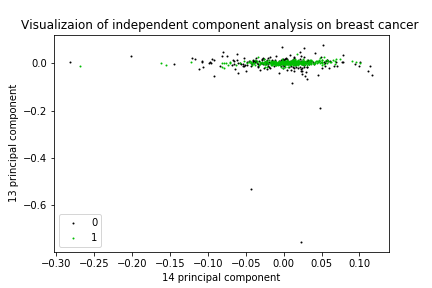 Visualizaion of independent component analysis on breast cancer
0.0
−0.2
−0.4
−0.6
13 principal component
0
1
−0.30 −0.25 −0.20 −0.15 −0.10 −0.05 0.00 0.05 0.10
14 principal component